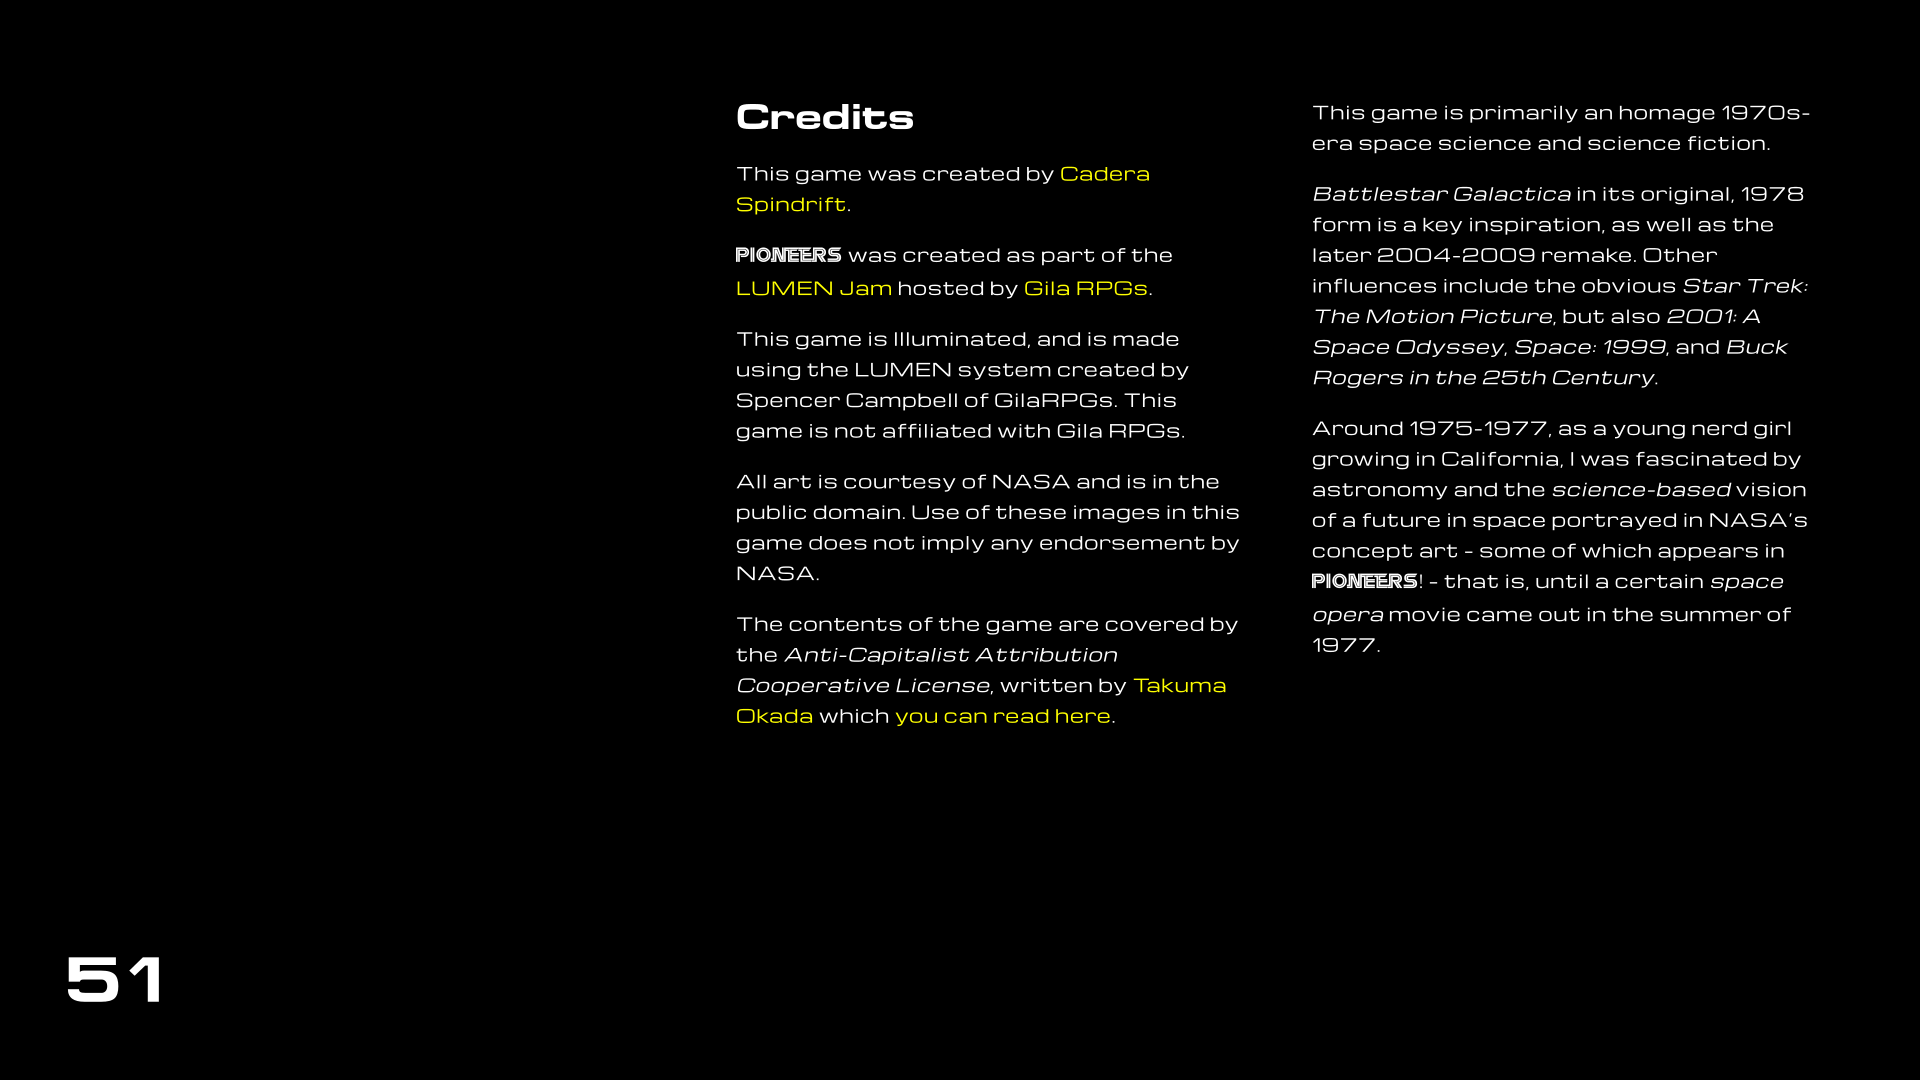 Credits
This game was created by Cadera
Spindrift.
PIONEERS was created as part of the
LUMEN Jam hosted by Gila RPGs.
This game is Illuminated, and is made
using the LUMEN system created by
Spencer Campbell of GilaRPGs. This
game is not affiliated with Gila RPGs.
All art is courtesy of NASA and is in the
public domain. Use of these images in this
game does not imply any endorsement by
NASA.
The contents of the game are covered by
the Anti-Capitalist Attribution
Cooperative License, written by Takuma
Okada which you can read here.
This game is primarily an homage 1970s-
era space science and science fiction.
Battlestar Galactica in its original, 1978
form is a key inspiration, as well as the
later 2004-2009 remake. Other
influences include the obvious Star Trek:
The Motion Picture, but also 2001: A
Space Odyssey, Space: 1999, and Buck
Rogers in the 25th Century.
Around 1975-1977, as a young nerd girl
growing in California, I was fascinated by
astronomy and the science-based vision
of a future in space portrayed in NASA's
concept art - some of which appears in
PIONEERS! - that is, until a certain space
opera movie came out in the summer of
1977.
51